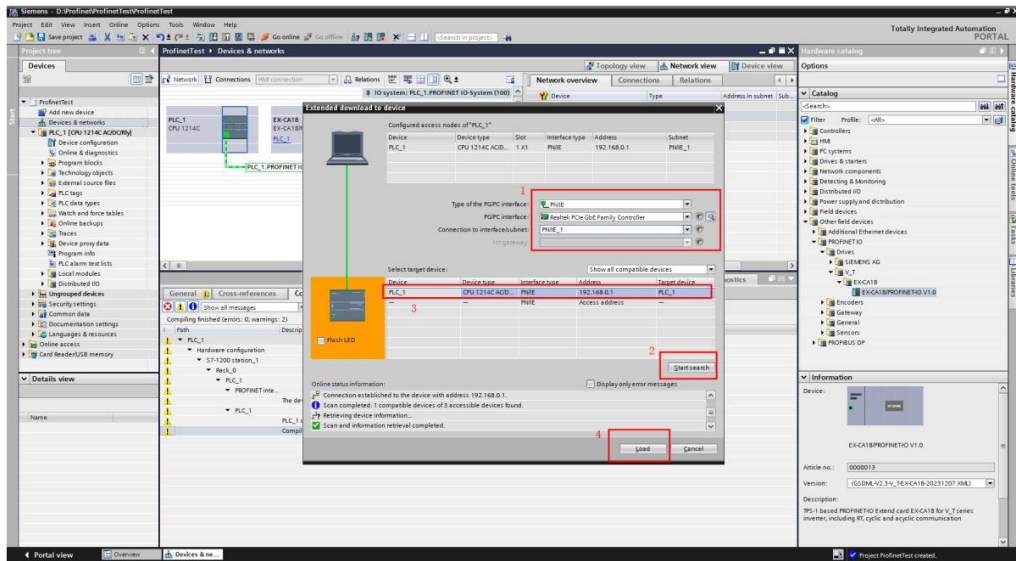 Siemens - D:\Profinet\ProfinetTest\ProfinetTest
Project Edit View Insert Online Options Tools Window Help
Totally Integrated Automation
PORTAL
Save project
Go online
Go offline
<Search in project>
Project tree
ProfinetTest ▸ Devices & networks
Hardware catalog
Devices
Topology view
Network view
Device view
Options
Network
Connections
HMI connection
Relations
Network overview
Connections
Relations
IO system: PLC_1.PROFINET IO-System (100)
Device
Type
Address in subnet
Sub...
Start
ProfinetTest
Add new device
Devices & networks
PLC_1 [CPU 1214C AC/DC/Rly]
Device configuration
Online & diagnostics
Program blocks
Technology objects
External source files
PLC tags
PLC data types
Watch and force tables
Online backups
Traces
Device proxy data
Program info
PLC alarm text lists
Local modules
Distributed I/O
Ungrouped devices
Security settings
Common data
Documentation settings
Languages & resources
Online access
Card Reader/USB memory
Details view
Name
PLC_1
CPU 1214C
EX-CA18
PLC_1
PLC_1.PROFINET IO
General
Cross-references
Show all messages
Compiling finished (errors: 0; warnings: 2)
Path
Descrip
PLC_1
Hardware configuration
S7-1200 station_1
Rack_0
PLC_1
PROFINET inte...
The de
PLC_1
PLC_1
Compil
Extended download to device
Configured access nodes of "PLC_1"
Device
Device type
Slot
Interface type
Address
Subnet
PLC_1
CPU 1214C AC/D...
1 X1
PN/IE
192.168.0.1
PN/IE_1
1
Type of the PG/PC interface:
PN/IE
PG/PC interface:
Realtek PCIe GbE Family Controller
Connection to interface/subnet:
PN/IE_1
1st gateway:
Select target device:
Show all compatible devices
Device
Device type
Interface type
Address
Target device
PLC_1
CPU 1214C AC/D...
PN/IE
192.168.0.1
PLC_1
—
—
PN/IE
Access address
—
3
Flash LED
2
Start search
Online status information:
Display only error messages
Connection established to the device with address 192.168.0.1.
Scan completed. 1 compatible devices of 3 accessible devices found.
Retrieving device information...
Scan and information retrieval completed.
4
Load
Cancel
Catalog
<Search>
Filter
Profile:
<All>
Controllers
HMI
PC systems
Drives & starters
Network components
Detecting & Monitoring
Distributed I/O
Power supply and distribution
Field devices
Other field devices
Additional Ethernet devices
PROFINET IO
Drives
SIEMENS AG
V_T
EX-CA18
EX-CA18/PROFINET-IO V1.0
Encoders
Gateway
General
Sensors
PROFIBUS DP
Information
Device:
EX-CA18/PROFINET-IO V1.0
Article no.:
0000013
Version:
(GSDML-V2.3-V_T-EX-CA18-20231207.XML)
Description:
TPS-1 based PROFINET-IO Extend card EX-CA18 for V_T series
inverter, including RT, cyclic and acyclic communication
Hardware catalog
Online tools
Tasks
Libraries
Portal view
Overview
Devices & ne...
Project ProfinetTest created.